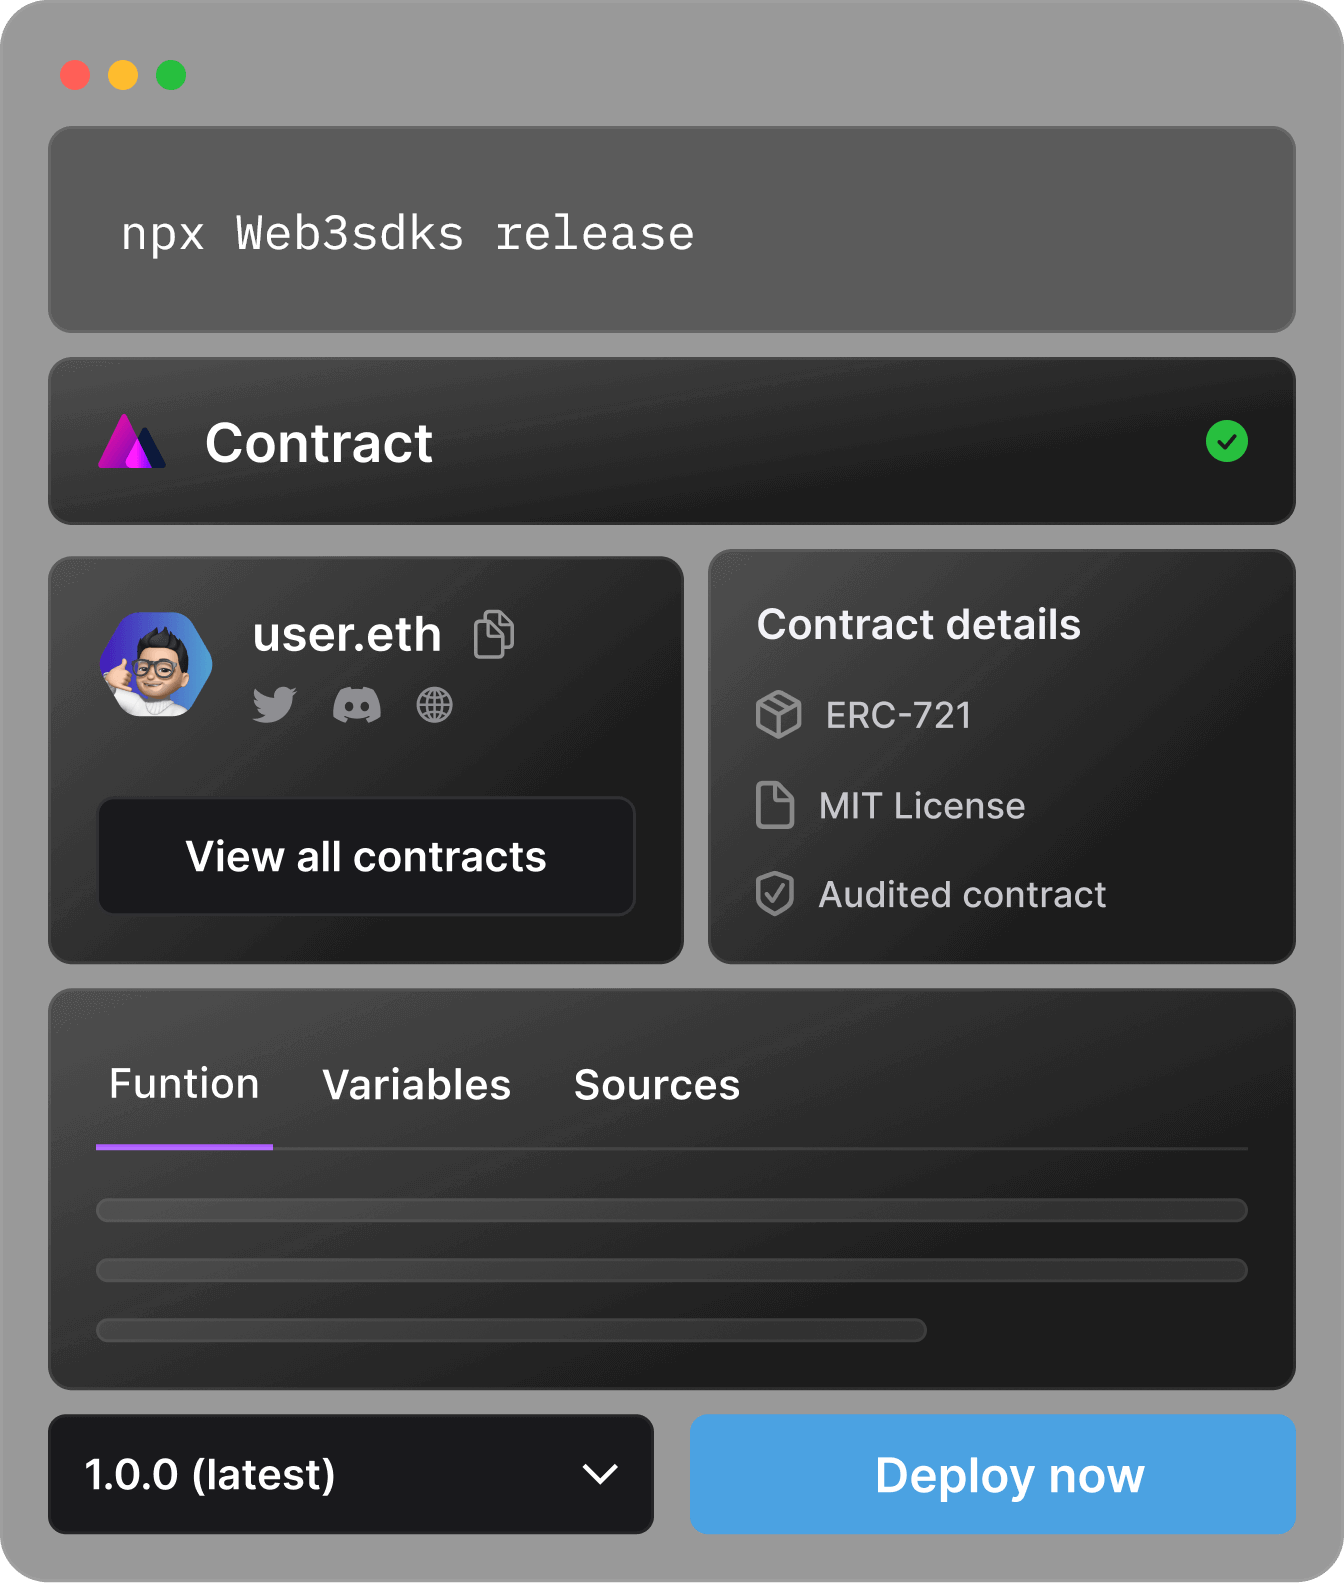 npx Web3sdks release
Contract
user.eth
View all contracts
Contract details
ERC-721
MIT License
Audited contract
Funtion
Variables
Sources
1.0.0 (latest)
Deploy now